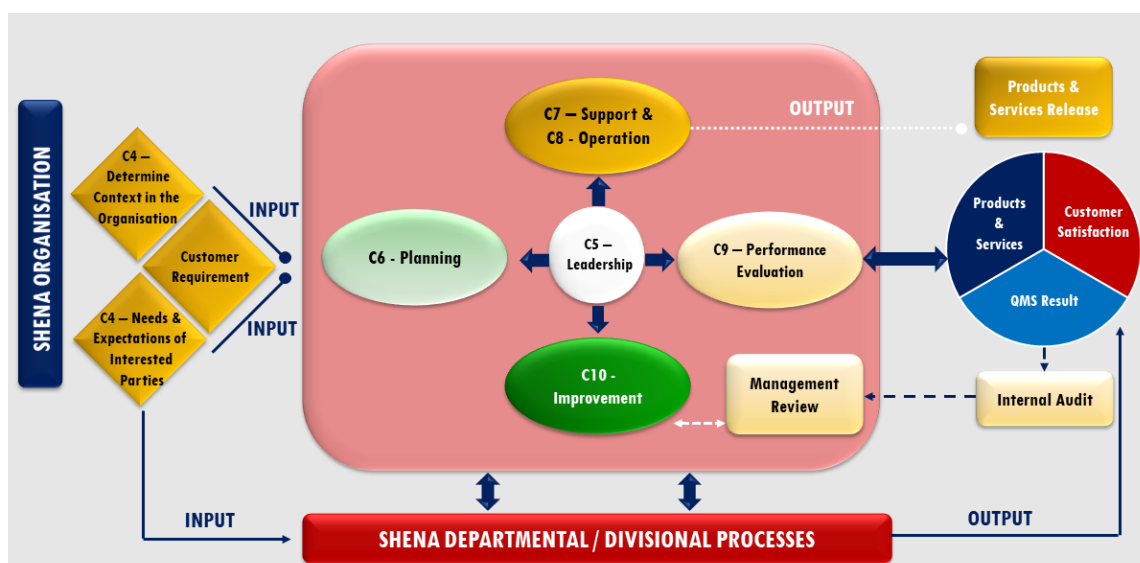 SHENA ORGANISATION
C4 –
Determine
Context in the
Organisation
Customer
Requirement
C4 – Needs &
Expectations of
Interested
Parties
INPUT
INPUT
C7 – Support &
C8 - Operation
OUTPUT
Products &
Services Release
C6 - Planning
C5 –
Leadership
C9 – Performance
Evaluation
Products
&
Services
Customer
Satisfaction
QMS Result
C10 -
Improvement
Management
Review
Internal Audit
INPUT
SHENA DEPARTMENTAL / DIVISIONAL PROCESSES
OUTPUT